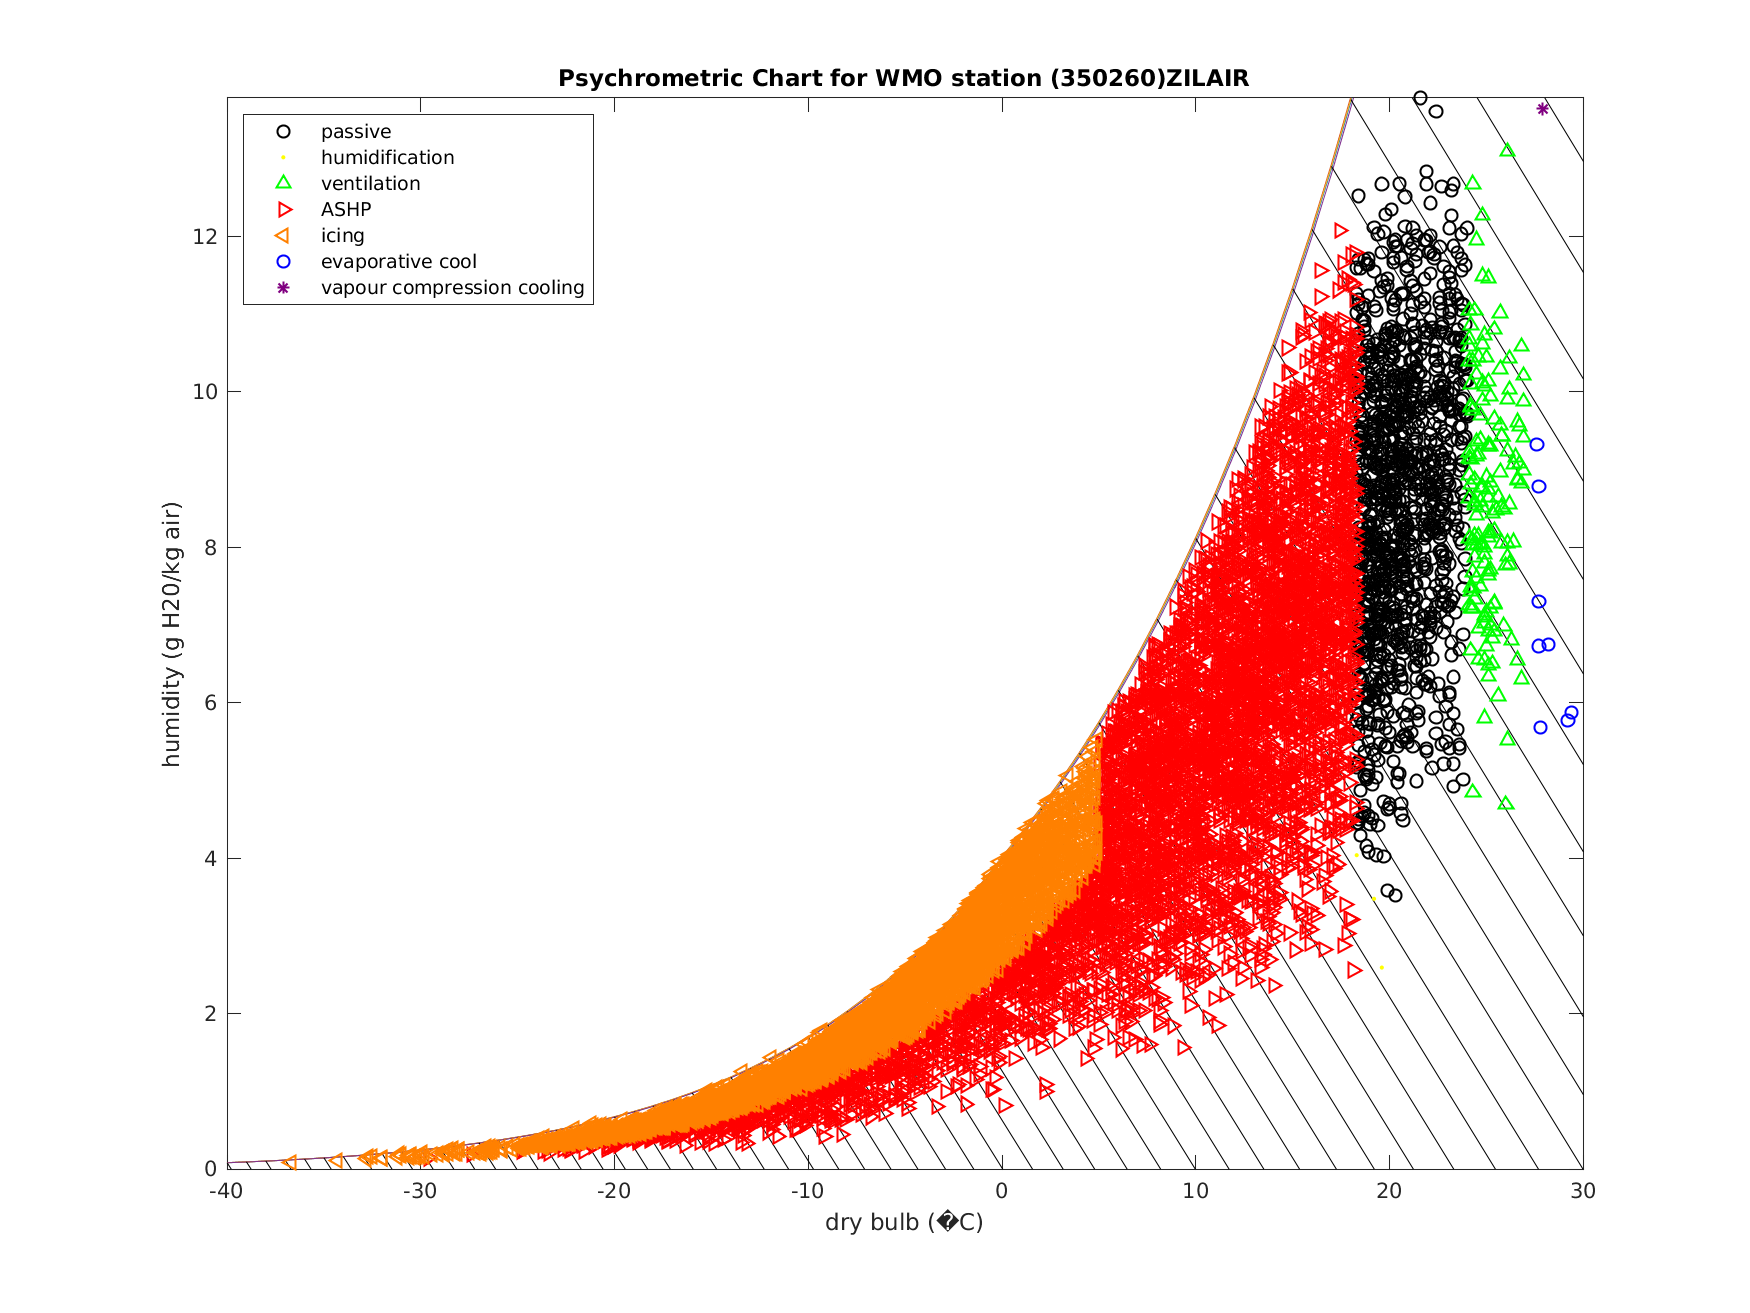 Psychrometric Chart for WMO station (350260)ZILAIR
passive
humidification
ventilation
ASHP
icing
evaporative cool
vapour compression cooling
humidity (g H20/kg air)
12
10
8
6
4
2
0
-40 -30 -20 -10 0 10 20 30
dry bulb (�C)